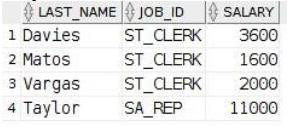 LAST_NAME JOB_ID SALARY
1 Davies ST_CLERK 3600
2 Matos ST_CLERK 1600
3 Vargas ST_CLERK 2000
4 Taylor SA_REP 11000